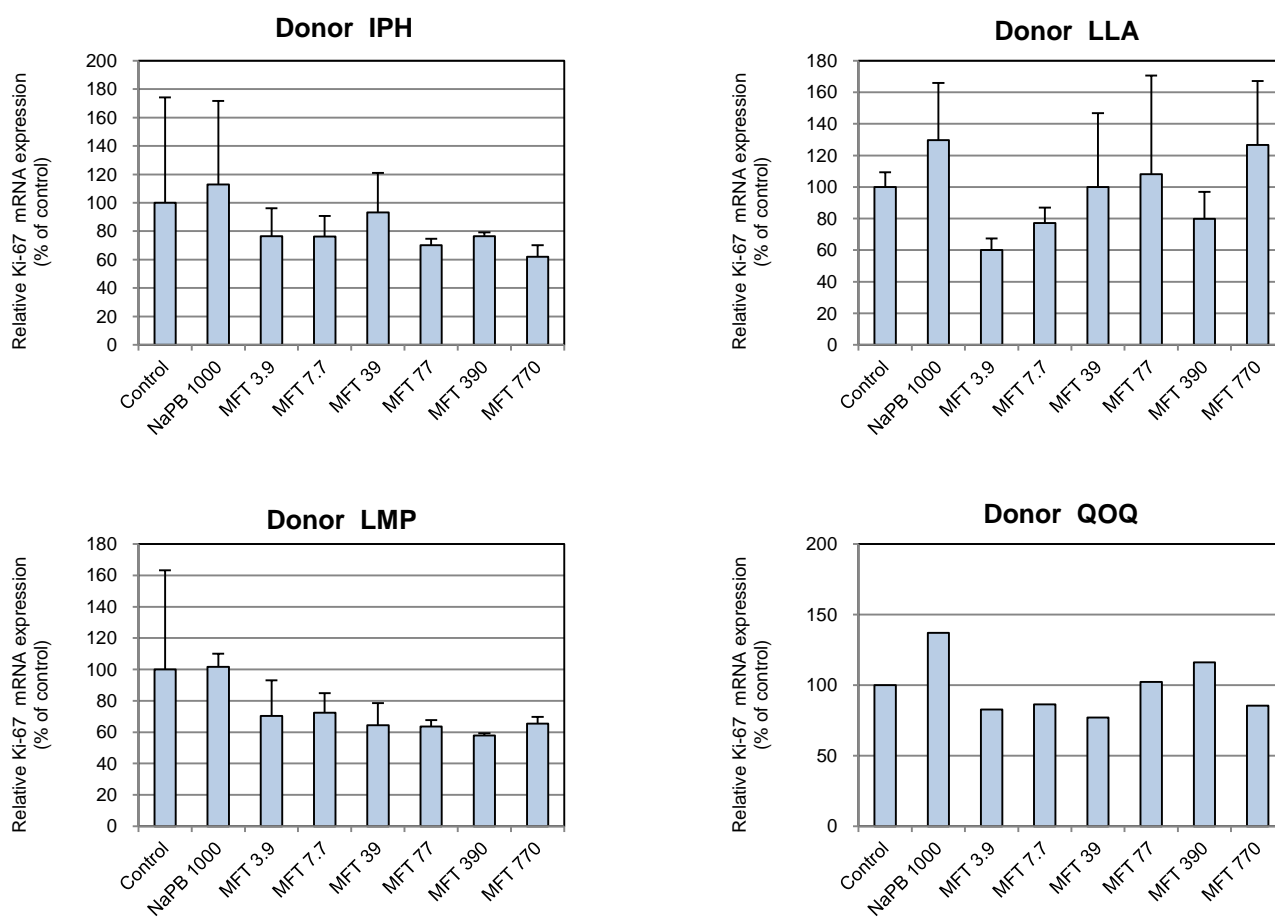 Donor IPH
Relative Ki-67 mRNA expression
(% of control)
200
180
160
140
120
100
80
60
40
20
0
Control
NaPB 1000
MFT 3.9
MFT 7.7
MFT 39
MFT 77
MFT 390
MFT 770
Donor LLA
Relative Ki-67 mRNA expression
(% of control)
180
160
140
120
100
80
60
40
20
0
Control
NaPB 1000
MFT 3.9
MFT 7.7
MFT 39
MFT 77
MFT 390
MFT 770
Donor LMP
Relative Ki-67 mRNA expression
(% of control)
180
160
140
120
100
80
60
40
20
0
Control
NaPB 1000
MFT 3.9
MFT 7.7
MFT 39
MFT 77
MFT 390
MFT 770
Donor QOQ
Relative Ki-67 mRNA expression
(% of control)
200
150
100
50
0
Control
NaPB 1000
MFT 3.9
MFT 7.7
MFT 39
MFT 77
MFT 390
MFT 770